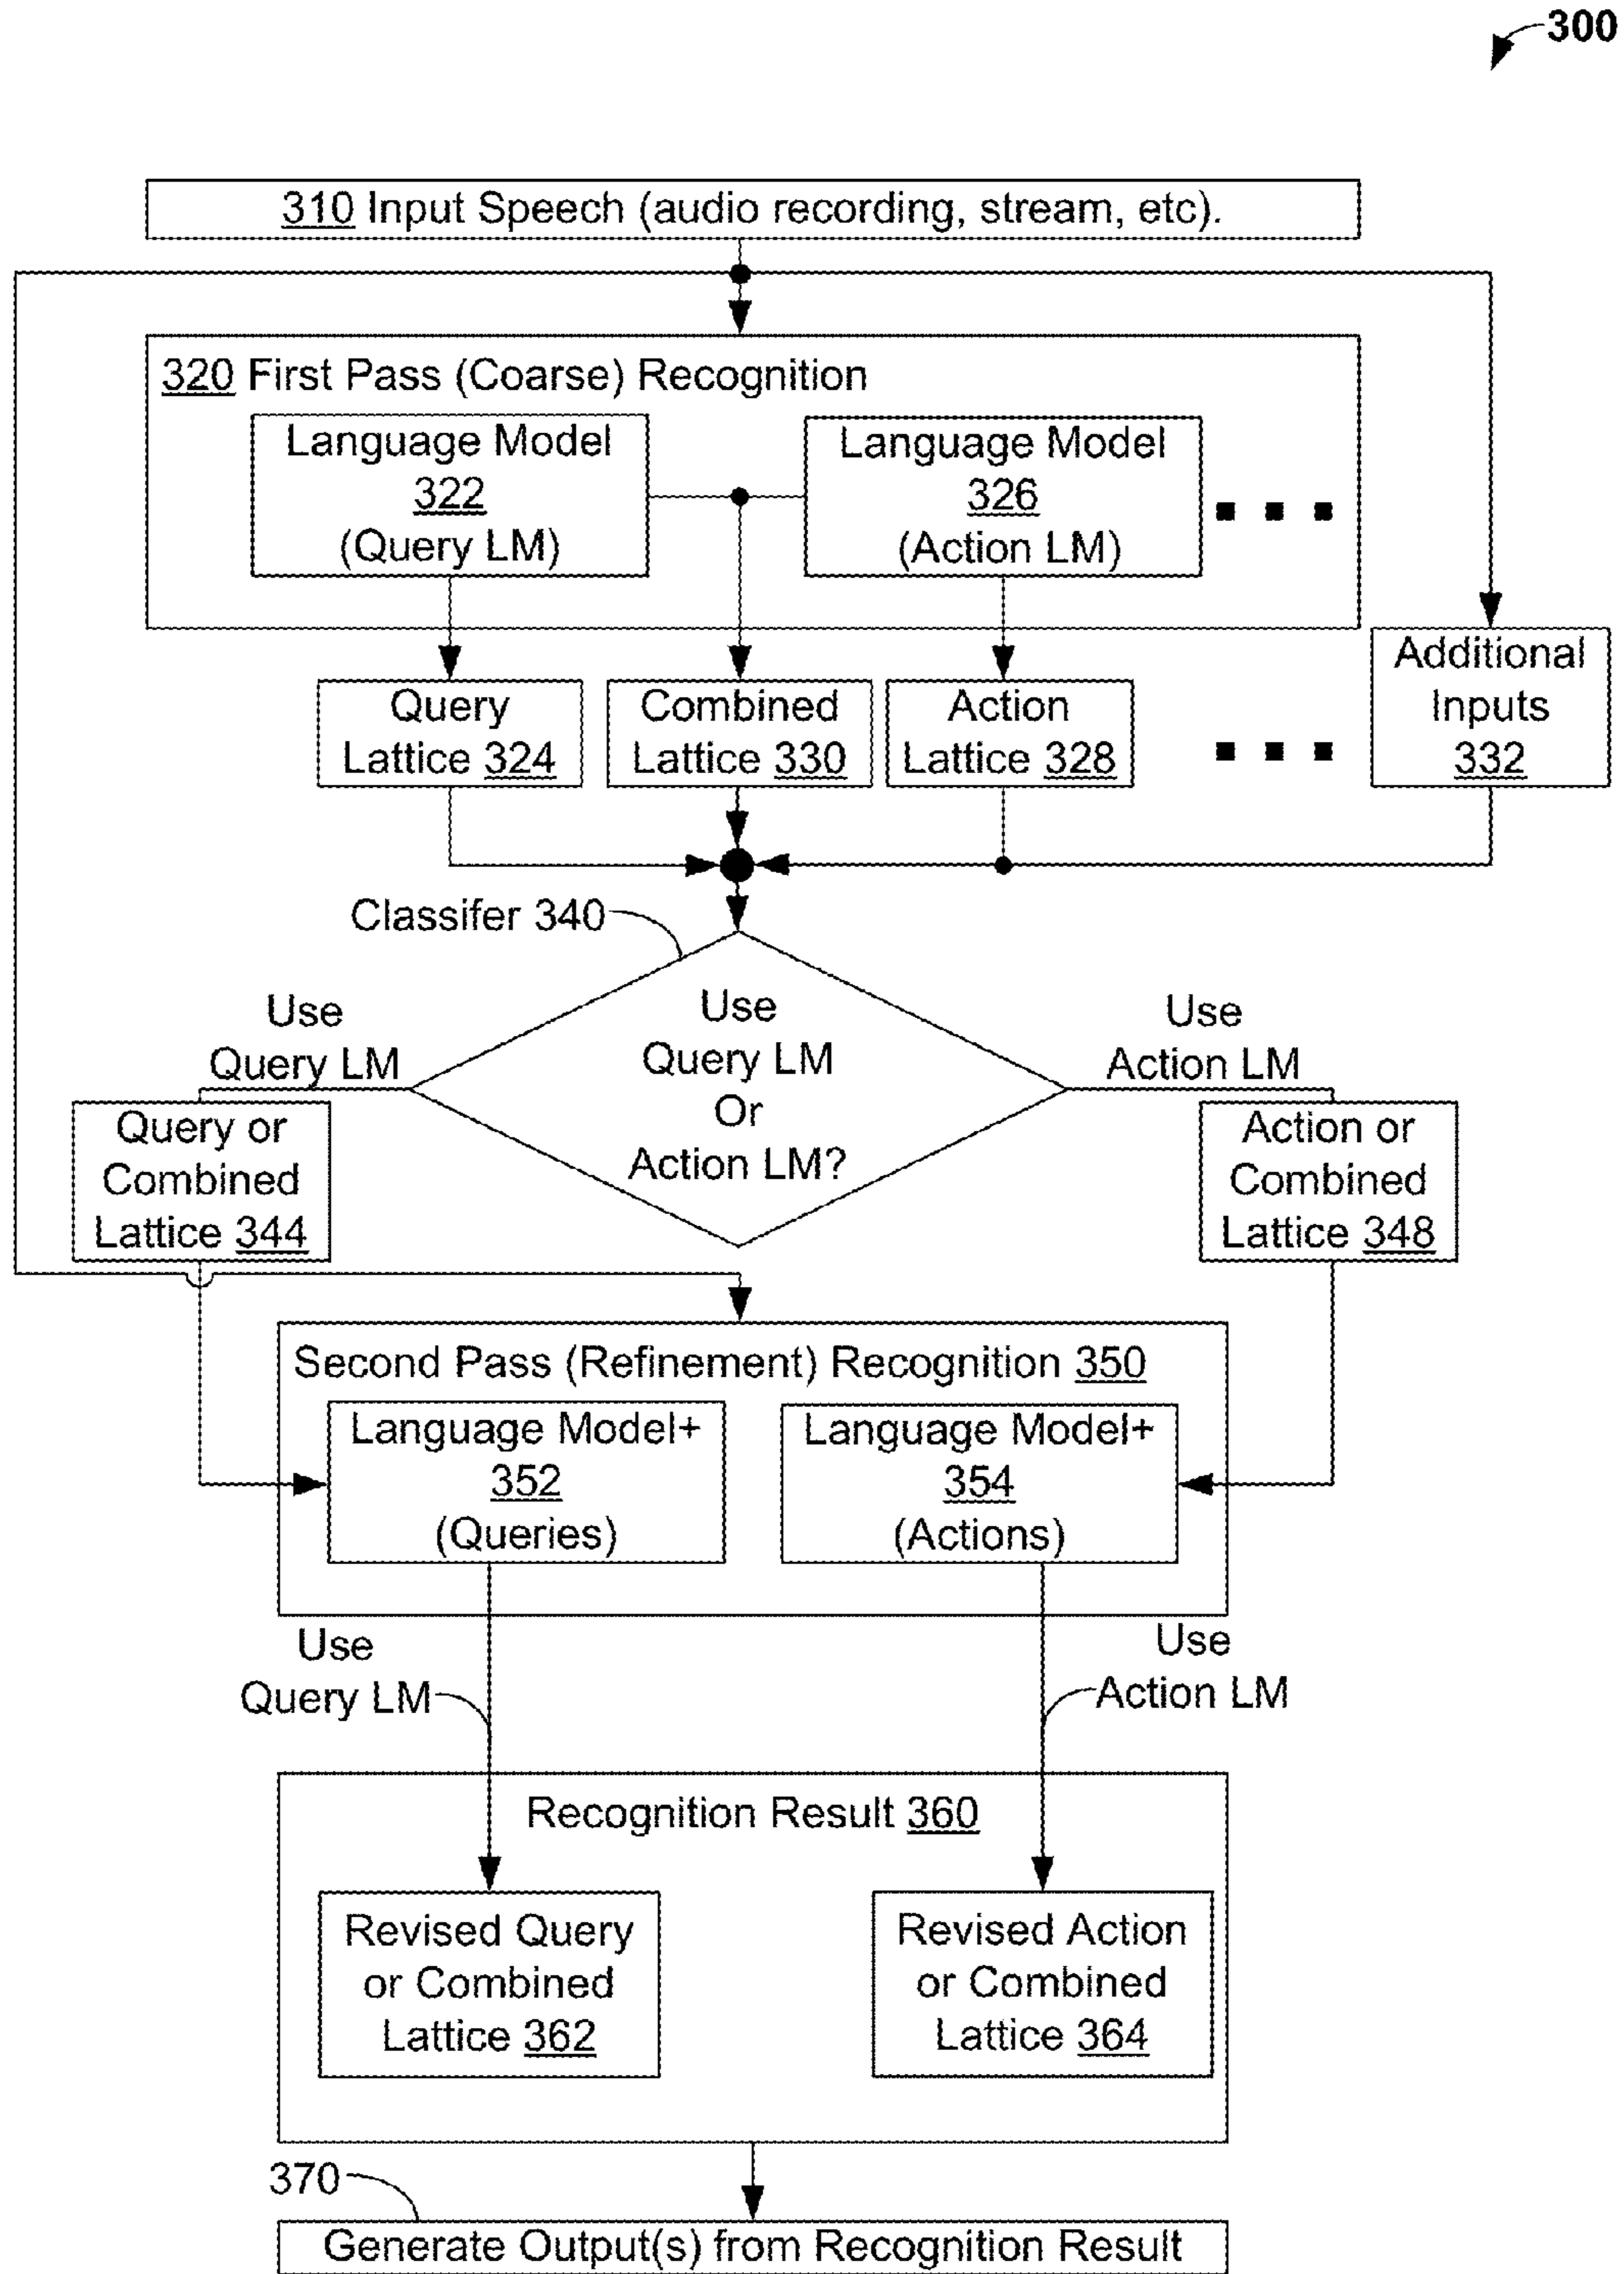 300
310 Input Speech (audio recording, stream, etc).
320 First Pass (Coarse) Recognition
Language Model
322
(Query LM)
Language Model
326
(Action LM)
Query
Lattice 324
Combined
Lattice 330
Action
Lattice 328
Additional
Inputs
332
Classifer 340
Use
Query LM
Use
Query LM
Or
Action LM?
Use
Action LM
Query or
Combined
Lattice 344
Action or
Combined
Lattice 348
Second Pass (Refinement) Recognition 350
Language Model+
352
(Queries)
Language Model+
354
(Actions)
Use
Query LM
Use
Action LM
Recognition Result 360
Revised Query
or Combined
Lattice 362
Revised Action
or Combined
Lattice 364
370
Generate Output(s) from Recognition Result